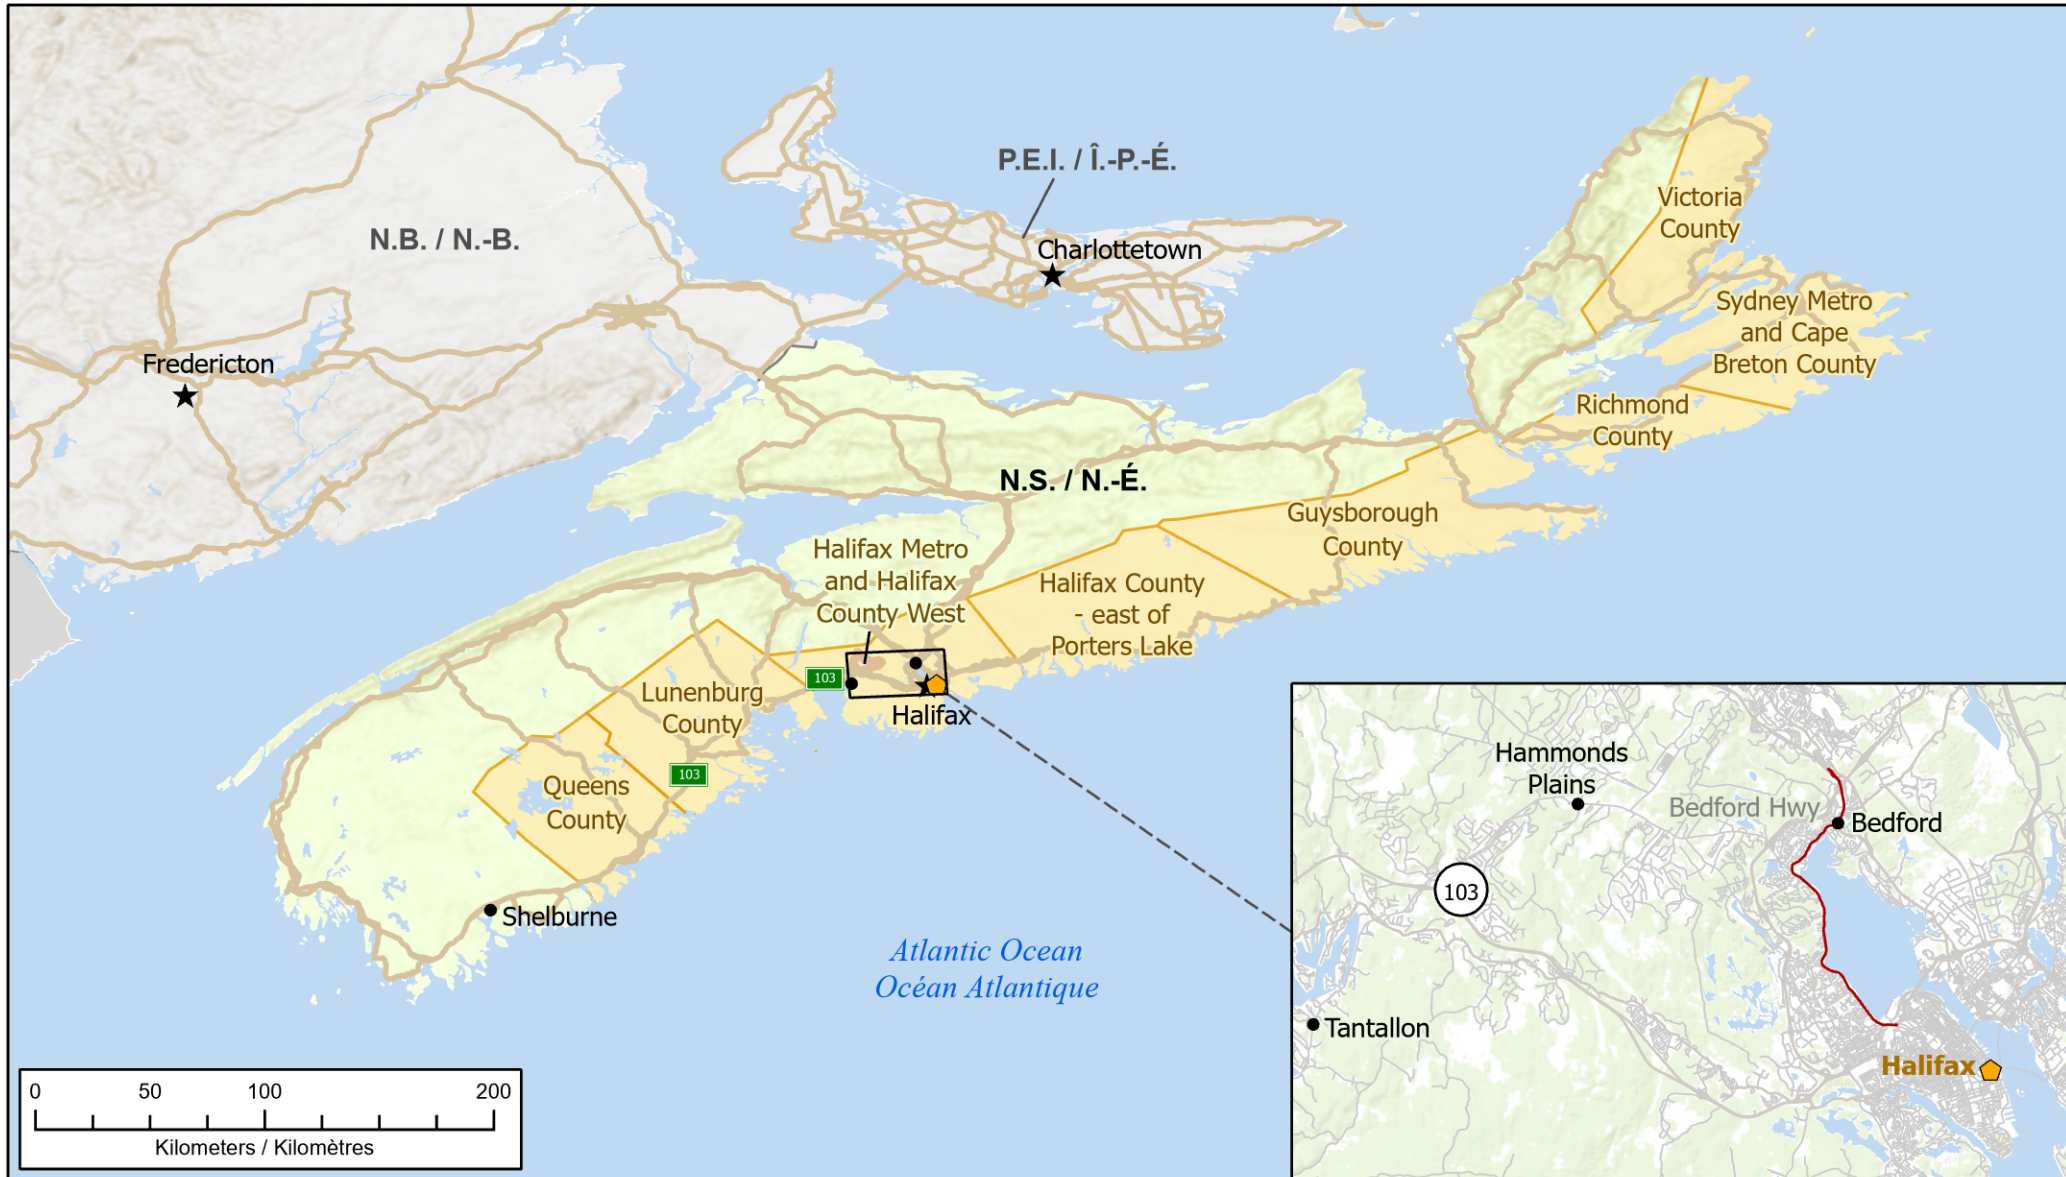 P.E.I. / Î.-P.-É.
N.B. / N.-B.
Charlottetown
Fredericton
Victoria
County
Sydney Metro
and Cape
Breton County
Richmond
County
N.S. / N.-É.
Guysborough
County
Halifax Metro
and Halifax
County West
Halifax County
- east of
Porters Lake
103
Halifax
Lunenburg
County
103
Queens
County
Shelburne
Atlantic Ocean
Océan Atlantique
0 50 100 200
Kilometers / Kilomètres
Hammonds
Plains
Bedford Hwy
Bedford
103
Tantallon
Halifax